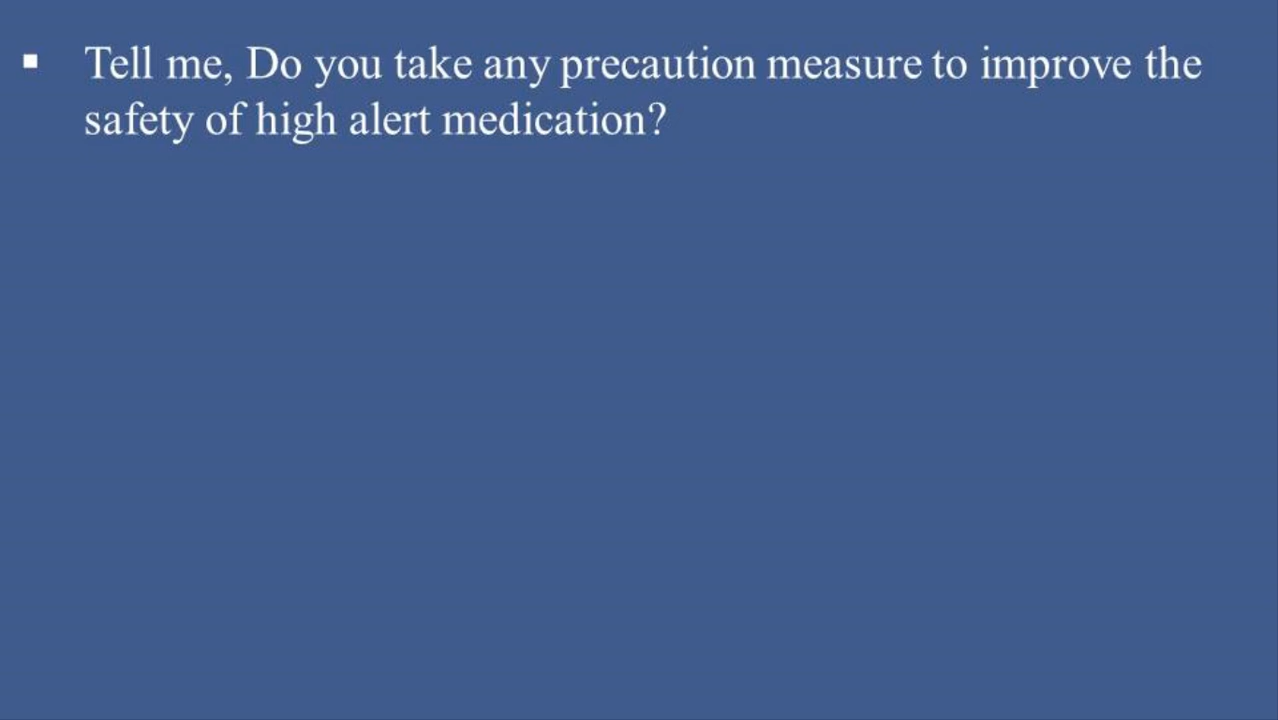 ▪ Tell me, Do you take any precaution measure to improve the
safety of high alert medication?